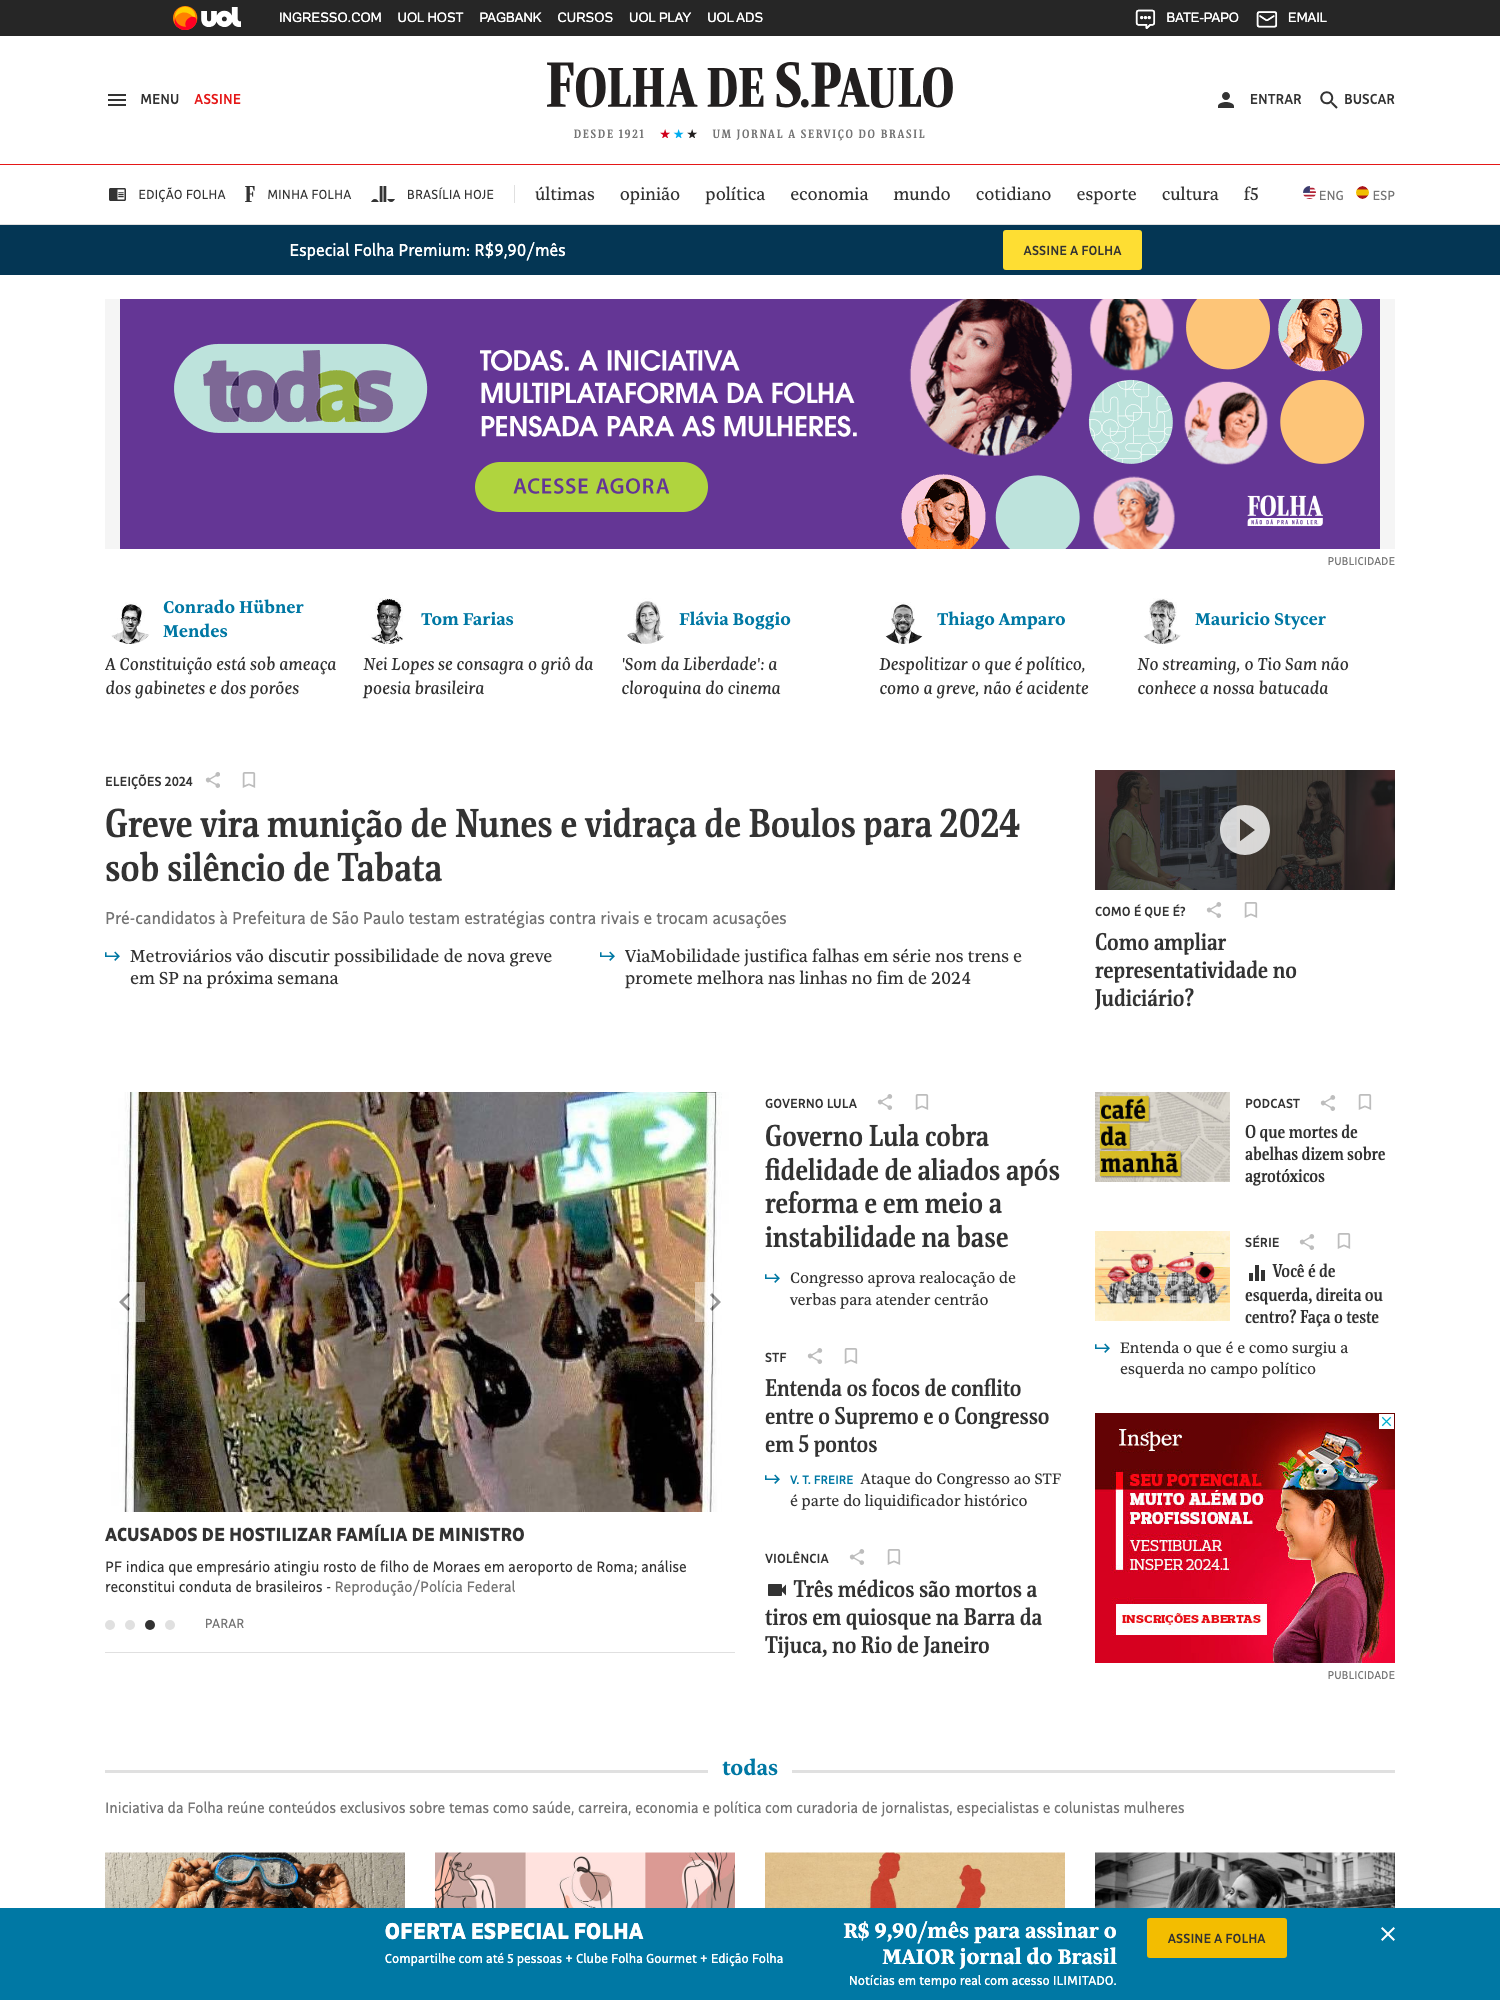 uol INGRESSO.COM UOL HOST PAGBANK CURSOS UOL PLAY UOL ADS BATE-PAPO EMAIL
MENU ASSINE FOLHA DE S.PAULO ENTRAR BUSCAR
DESDE 1921 UM JORNAL A SERVIÇO DO BRASIL
EDIÇÃO FOLHA MINHA FOLHA BRASÍLIA HOJE últimas opinião política economia mundo cotidiano esporte cultura f5 ENG ESP
Especial Folha Premium: R$9,90/mês ASSINE A FOLHA
todas
TODAS. A INICIATIVA
MULTIPLATAFORMA DA FOLHA
PENSADA PARA AS MULHERES.
ACESSE AGORA
FOLHA
NÃO DÁ PRA NÃO LER
PUBLICIDADE
Conrado Hübner
Mendes
A Constituição está sob ameaça
dos gabinetes e dos porões
Tom Farias
Nei Lopes se consagra o griô da
poesia brasileira
Flávia Boggio
'Som da Liberdade': a
cloroquina do cinema
Thiago Amparo
Despolitizar o que é político,
como a greve, não é acidente
Mauricio Stycer
No streaming, o Tio Sam não
conhece a nossa batucada
ELEIÇÕES 2024
Greve vira munição de Nunes e vidraça de Boulos para 2024
sob silêncio de Tabata
Pré-candidatos à Prefeitura de São Paulo testam estratégias contra rivais e trocam acusações
Metroviários vão discutir possibilidade de nova greve
em SP na próxima semana
ViaMobilidade justifica falhas em série nos trens e
promete melhora nas linhas no fim de 2024
COMO É QUE É?
Como ampliar
representatividade no
Judiciário?
ACUSADOS DE HOSTILIZAR FAMÍLIA DE MINISTRO
PF indica que empresário atingiu rosto de filho de Moraes em aeroporto de Roma; análise
reconstitui conduta de brasileiros - Reprodução/Polícia Federal
PARAR
GOVERNO LULA
Governo Lula cobra
fidelidade de aliados após
reforma e em meio a
instabilidade na base
Congresso aprova realocação de
verbas para atender centrão
STF
Entenda os focos de conflito
entre o Supremo e o Congresso
em 5 pontos
V. T. FREIRE Ataque do Congresso ao STF
é parte do liquidificador histórico
VIOLÊNCIA
Três médicos são mortos a
tiros em quiosque na Barra da
Tijuca, no Rio de Janeiro
café
da
manhã
PODCAST
O que mortes de
abelhas dizem sobre
agrotóxicos
SÉRIE
Você é de
esquerda, direita ou
centro? Faça o teste
Entenda o que é e como surgiu a
esquerda no campo político
Insper
SEU POTENCIAL
MUITO ALÉM DO
PROFISSIONAL
VESTIBULAR
INSPER 2024.1
INSCRIÇÕES ABERTAS
PUBLICIDADE
todas
Iniciativa da Folha reúne conteúdos exclusivos sobre temas como saúde, carreira, economia e política com curadoria de jornalistas, especialistas e colunistas mulheres
OFERTA ESPECIAL FOLHA
Compartilhe com até 5 pessoas + Clube Folha Gourmet + Edição Folha
R$ 9,90/mês para assinar o
MAIOR jornal do Brasil
Notícias em tempo real com acesso ILIMITADO.
ASSINE A FOLHA